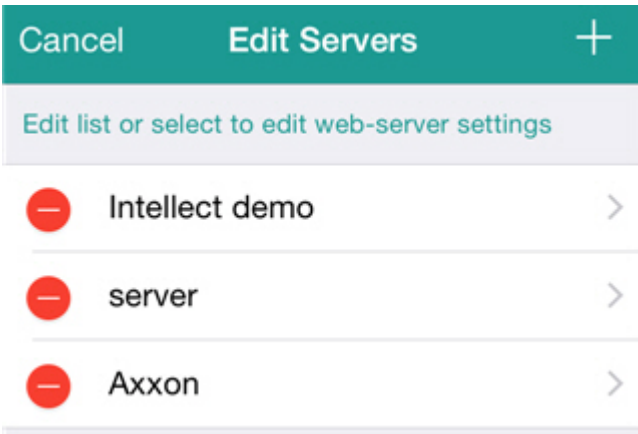 Cancel Edit Servers +
Edit list or select to edit web-server settings
Intellect demo
server
Axxon